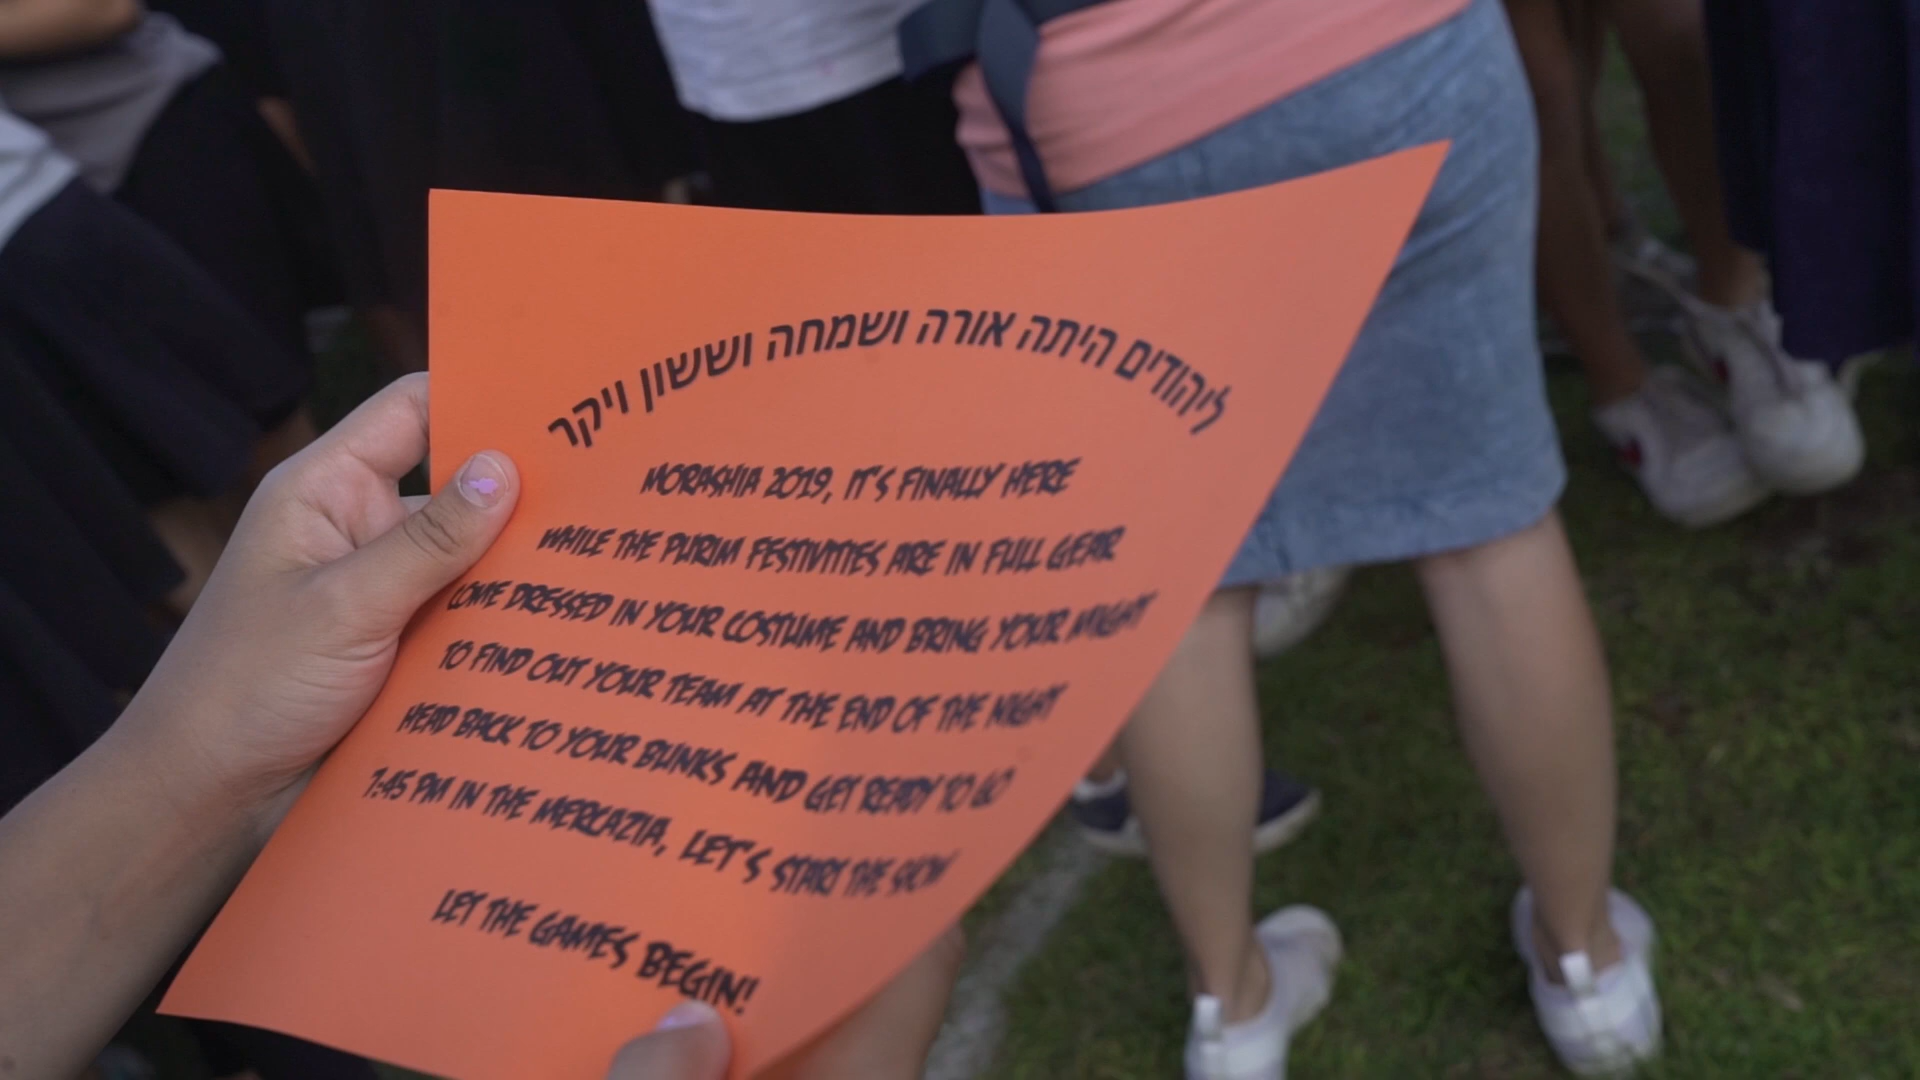 ליהודים היתה אורה ושמחה וששון ויקר
MORASHIA 2019, IT'S FINALLY HERE
WHILE THE PURIM FESTIVITIES ARE IN FULL GEAR
COME DRESSED IN YOUR COSTUME AND BRING YOUR MIGHT
TO FIND OUT YOUR TEAM AT THE END OF THE NIGHT
HEAD BACK TO YOUR BUNKS AND GET READY TO GO
7:45 PM IN THE MERCAZIA, LET'S START THE SHOW
LET THE GAMES BEGIN!